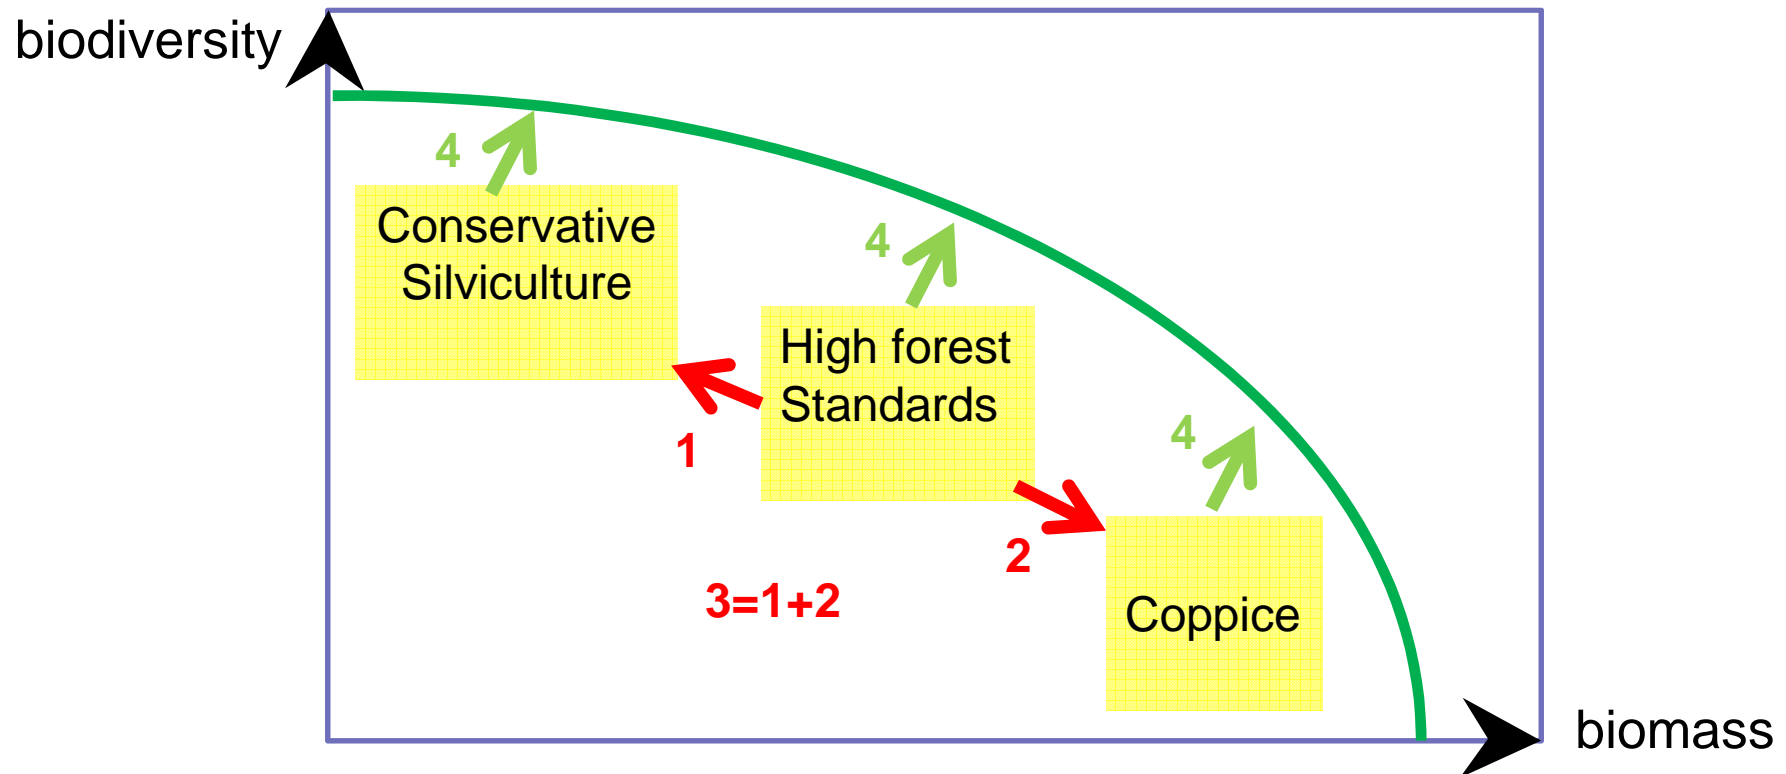 biodiversity
4
Conservative
Silviculture
4
High forest
Standards
1
4
2
3=1+2
Coppice
biomass